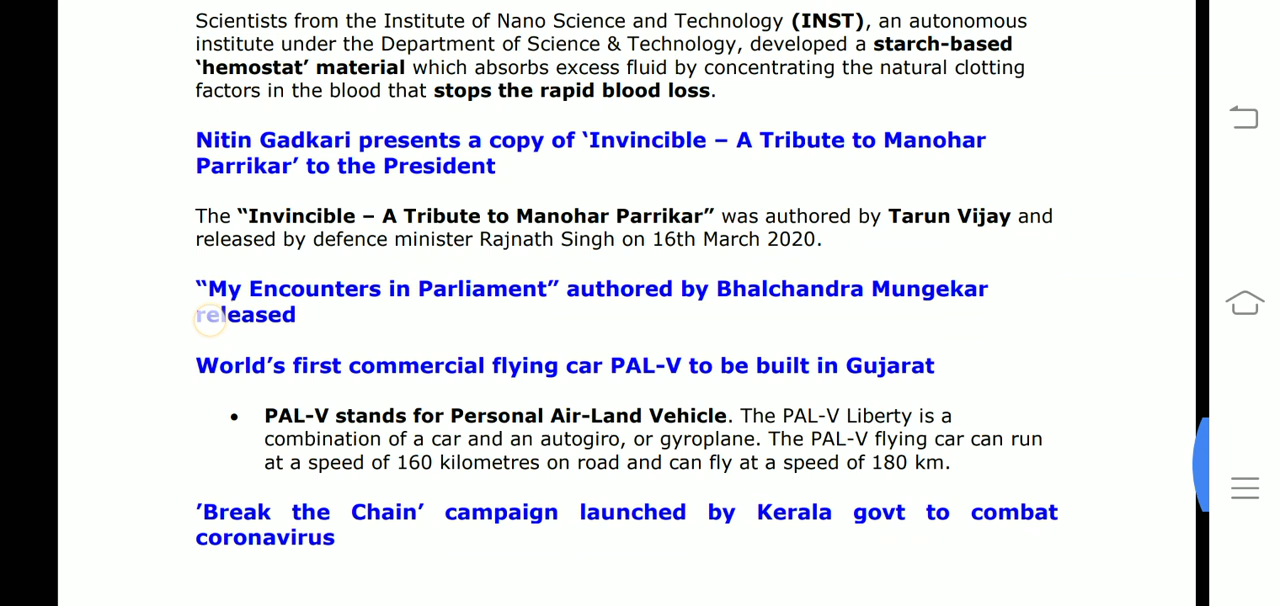 Scientists from the Institute of Nano Science and Technology (INST), an autonomous
institute under the Department of Science & Technology, developed a starch-based
‘hemostat’ material which absorbs excess fluid by concentrating the natural clotting
factors in the blood that stops the rapid blood loss.
Nitin Gadkari presents a copy of ‘Invincible – A Tribute to Manohar
Parrikar’ to the President
The “Invincible – A Tribute to Manohar Parrikar” was authored by Tarun Vijay and
released by defence minister Rajnath Singh on 16th March 2020.
“My Encounters in Parliament” authored by Bhalchandra Mungekar
released
World’s first commercial flying car PAL-V to be built in Gujarat
• PAL-V stands for Personal Air-Land Vehicle. The PAL-V Liberty is a
combination of a car and an autogiro, or gyroplane. The PAL-V flying car can run
at a speed of 160 kilometres on road and can fly at a speed of 180 km.
’Break the Chain’ campaign launched by Kerala govt to combat
coronavirus